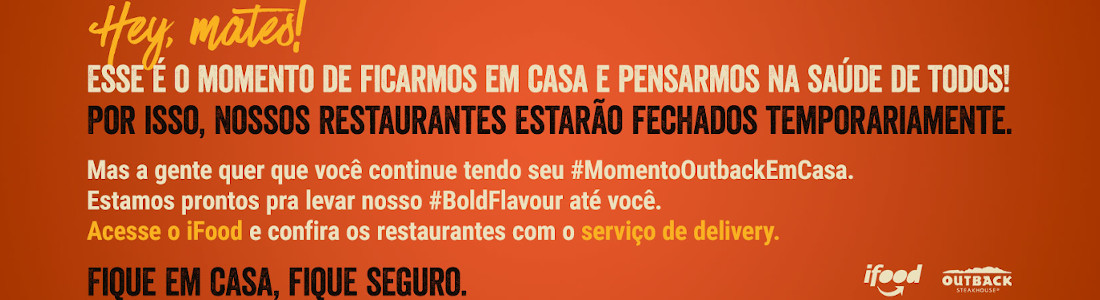 Hey, mates!
ESSE É O MOMENTO DE FICARMOS EM CASA E PENSARMOS NA SAÚDE DE TODOS!
POR ISSO, NOSSOS RESTAURANTES ESTARÃO FECHADOS TEMPORARIAMENTE.
Mas a gente quer que você continue tendo seu #MomentoOutbackEmCasa.
Estamos prontos pra levar nosso #BoldFlavour até você.
Acesse o iFood e confira os restaurantes com o serviço de delivery.
FIQUE EM CASA, FIQUE SEGURO.
ifood
OUTBACK
STEAKHOUSE®